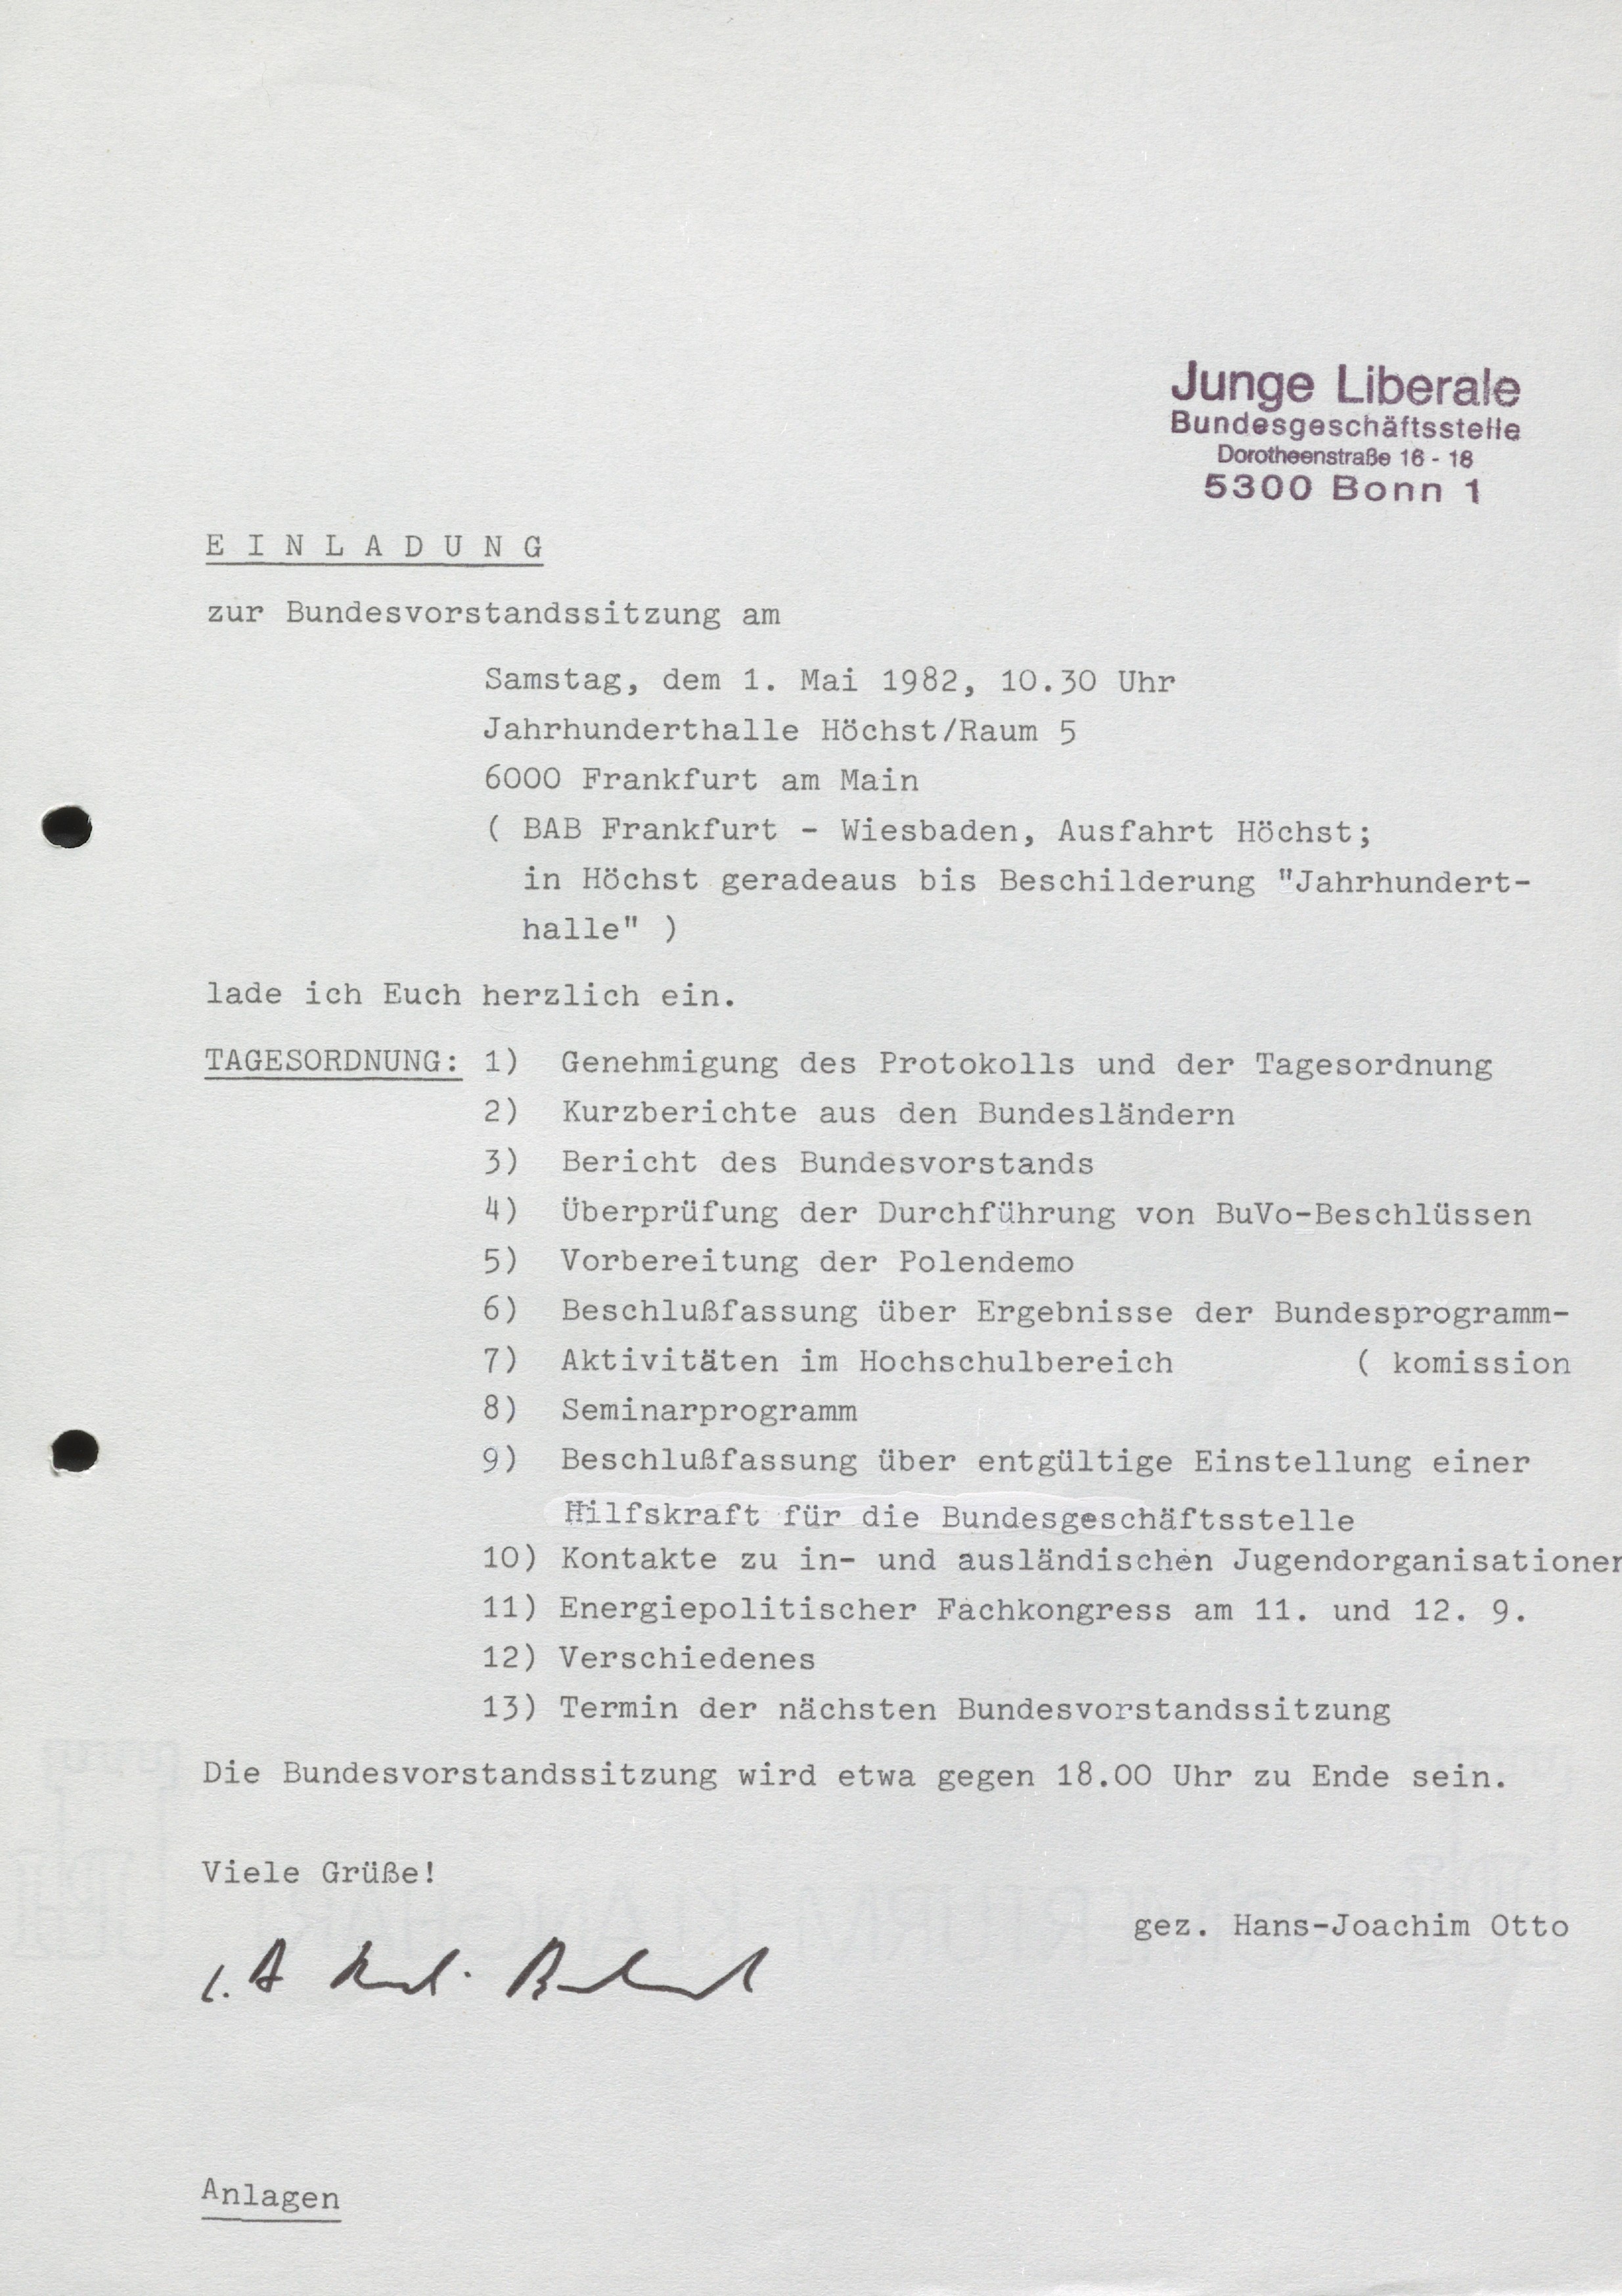 Junge Liberale
Bundesgeschäftsstelle
Dorotheenstraße 16 - 18
5300 Bonn 1
E I N L A D U N G
zur Bundesvorstandssitzung am
Samstag, dem 1. Mai 1982, 10.30 Uhr
Jahrhunderthalle Höchst/Raum 5
6000 Frankfurt am Main
( BAB Frankfurt - Wiesbaden, Ausfahrt Höchst;
in Höchst geradeaus bis Beschilderung "Jahrhundert-
halle" )
lade ich Euch herzlich ein.
TAGESORDNUNG: 1) Genehmigung des Protokolls und der Tagesordnung
2) Kurzberichte aus den Bundesländern
3) Bericht des Bundesvorstands
4) Überprüfung der Durchführung von BuVo-Beschlüssen
5) Vorbereitung der Polendemo
6) Beschlußfassung über Ergebnisse der Bundesprogramm-
7) Aktivitäten im Hochschulbereich ( komission
8) Seminarprogramm
9) Beschlußfassung über entgültige Einstellung einer
Hilfskraft für die Bundesgeschäftsstelle
10) Kontakte zu in- und ausländischen Jugendorganisationen
11) Energiepolitischer Fachkongress am 11. und 12. 9.
12) Verschiedenes
13) Termin der nächsten Bundesvorstandssitzung
Die Bundesvorstandssitzung wird etwa gegen 18.00 Uhr zu Ende sein.
Viele Grüße!
gez. Hans-Joachim Otto
i.A
Anlagen